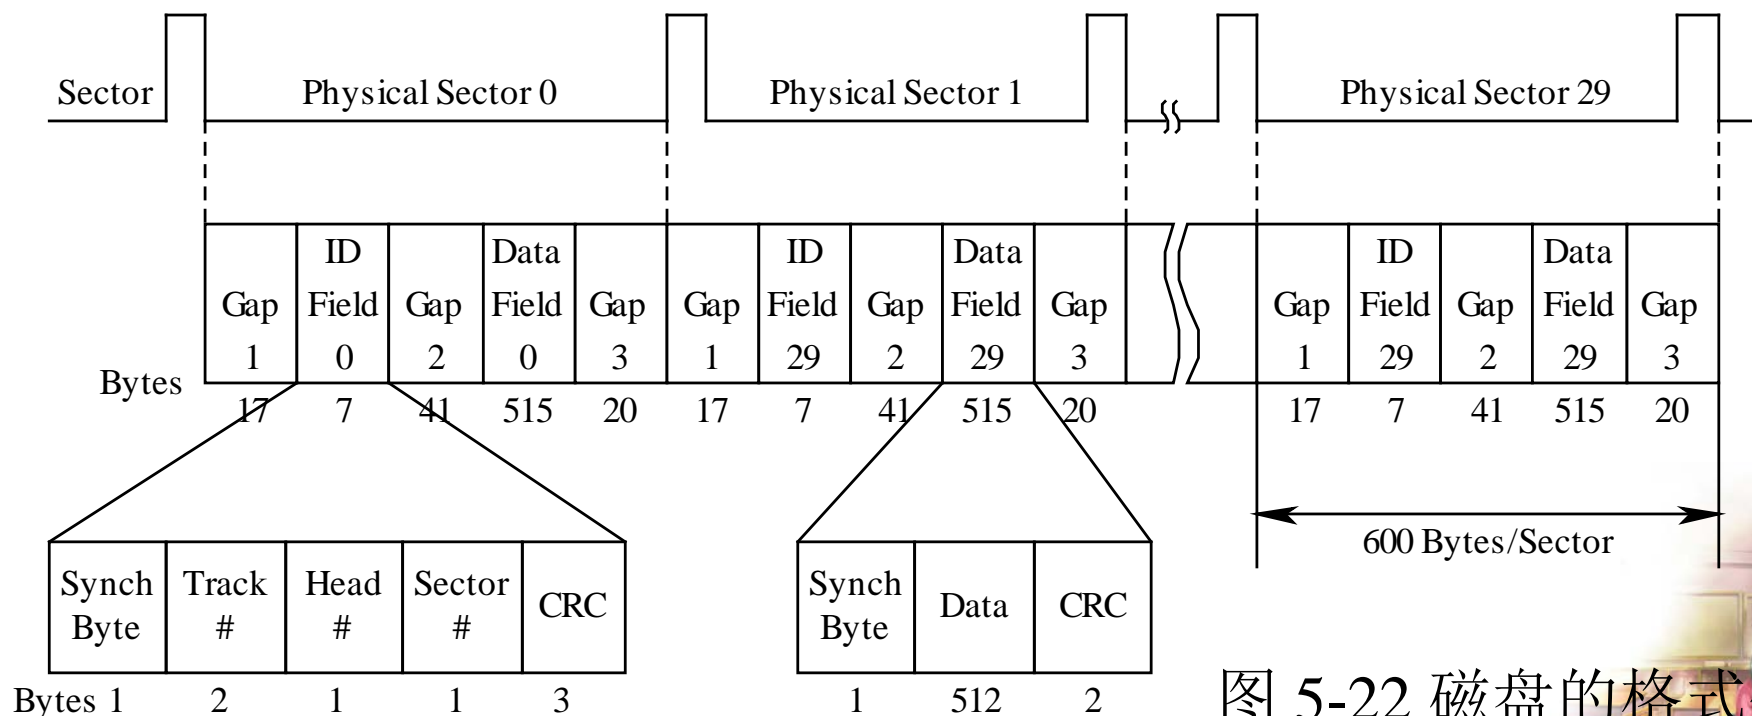 Sector Physical Sector 0 Physical Sector 1 Physical Sector 29
ID Data ID Data ID Data
Gap Field Gap Field Gap Gap Field Gap Field Gap Gap Field Gap Field Gap
1 0 2 0 3 1 29 2 29 3 1 29 2 29 3
Bytes
17 7 41 515 20 17 7 41 515 20 17 7 41 515 20
600 Bytes/Sector
Synch Track Head Sector CRC
Byte # # #
Synch Data CRC
Byte
Bytes 1 2 1 1 3 1 512 2
图 5-22 磁盘的格式